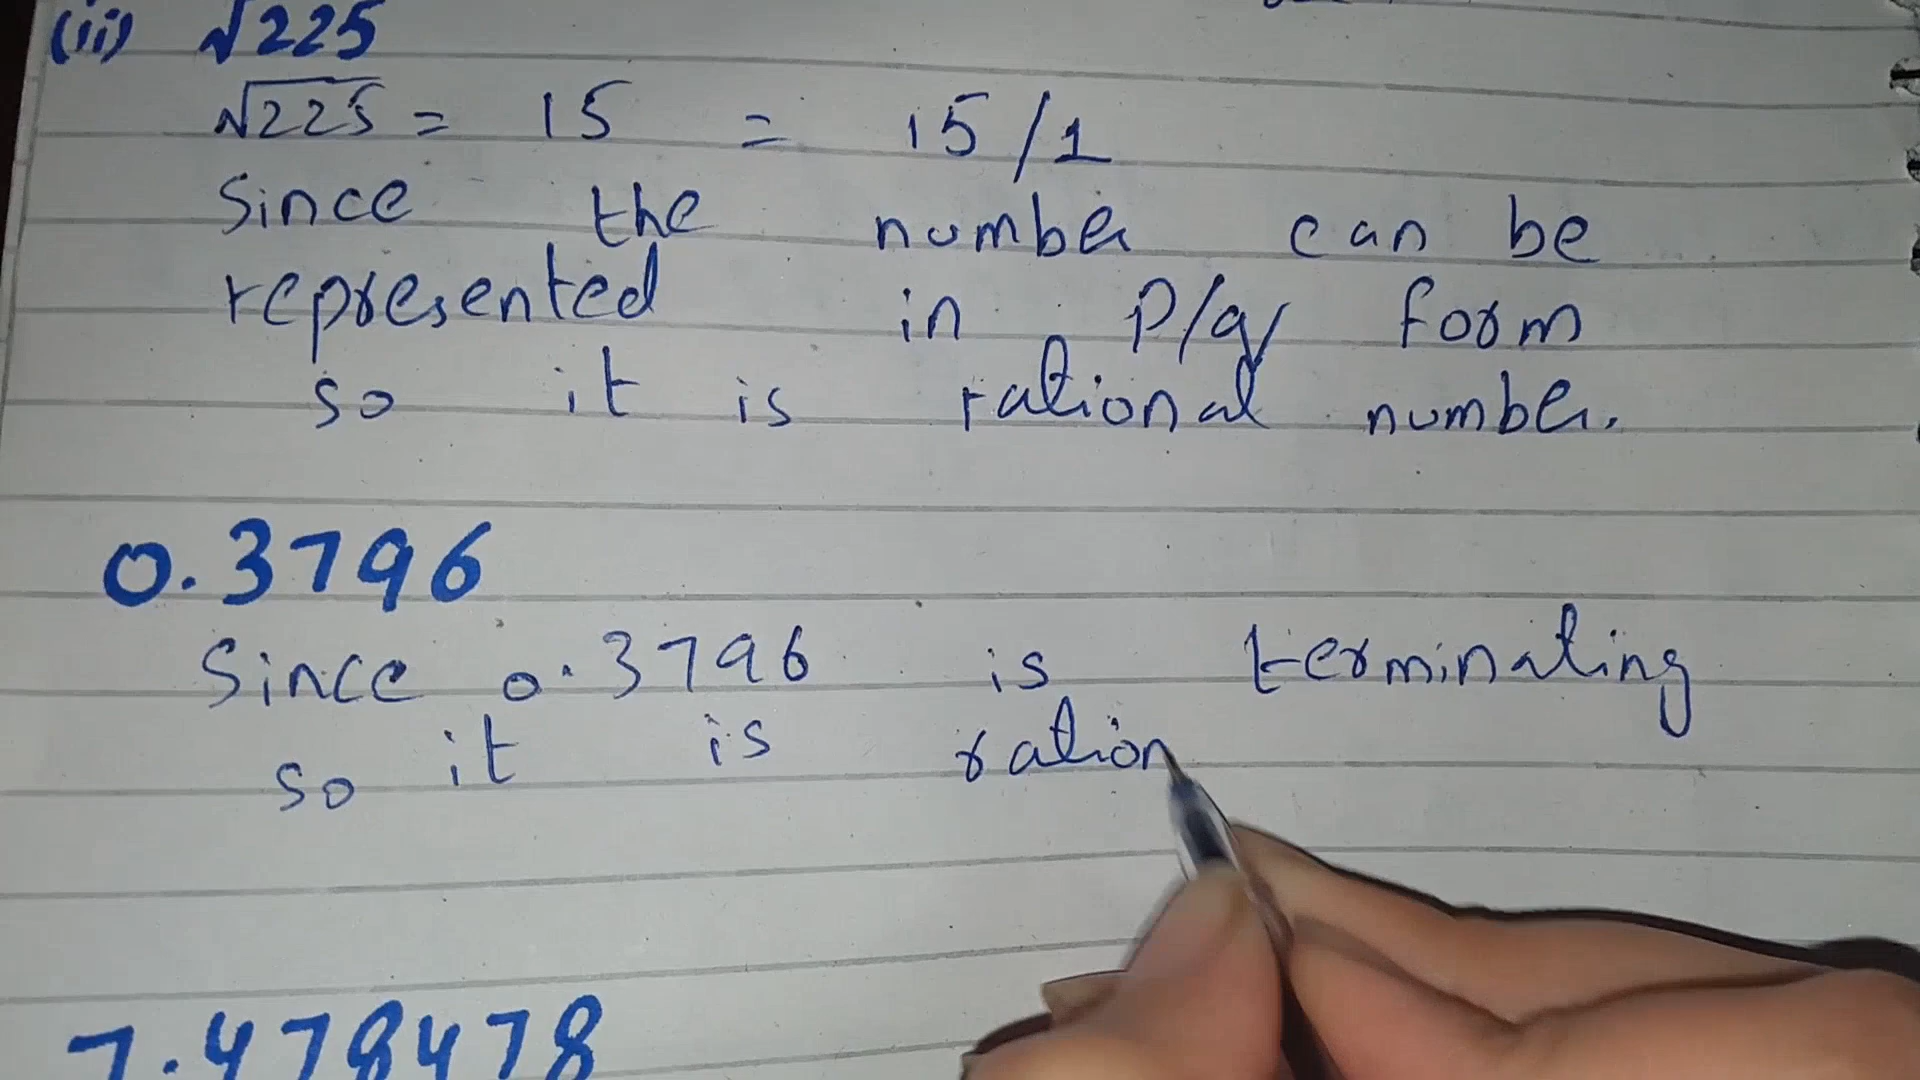 (ii) √225
√225 = 15 = 15/1
Since the number can be
represented in P/q form
so it is rational number.
0.3796
Since 0.3796 is terminating
so it is ration
7.478478